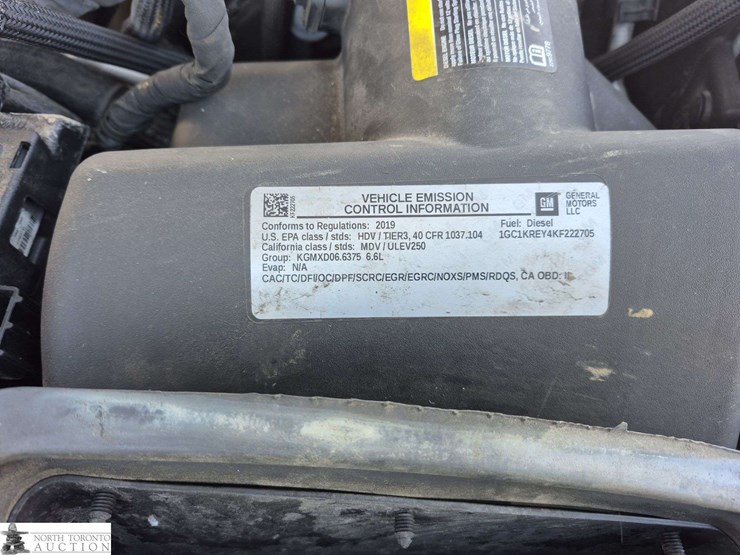 VEHICLE EMISSION
CONTROL INFORMATION
GM
GENERAL
MOTORS
LLC
Conforms to Regulations: 2019
Fuel: Diesel
U.S. EPA class / stds: HDV / TIER3, 40 CFR 1037.104
1GC1KREY4KF222705
California class / stds: MDV / ULEV250
Group: KGMXD06.6375 6.6L
Evap: N/A
CAC/TC/DFI/OC/DPF/SCRC/EGR/EGRC/NOXS/PMS/RDQS, CA OBD: II
KF222705
NORTH TORONTO
AUCTION